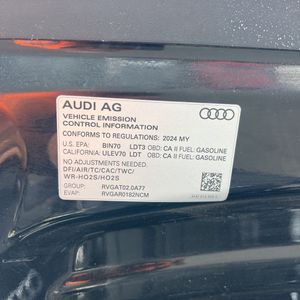 AUDI AG
VEHICLE EMISSION
CONTROL INFORMATION
CONFORMS TO REGULATIONS: 2024 MY
U.S. EPA: BIN70 LDT3 OBD: CA II FUEL: GASOLINE
CALIFORNIA: ULEV70 LDT OBD: CA II FUEL: GASOLINE
NO ADJUSTMENTS NEEDED.
DFI/AIR/TC/CAC/TWC/
WR-HO2S/HO2S
GROUP: RVGAT02.0A77
EVAP: RVGAR0182NCM